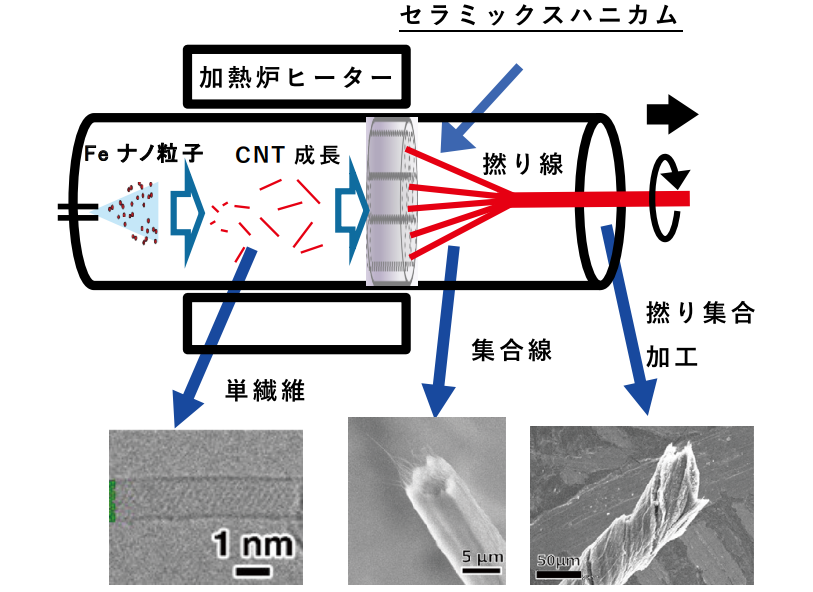 セラミックスハニカム
加熱炉ヒーター
Fe ナノ粒子
CNT 成長
撚り線
撚り集合
加工
集合線
単繊維
1 nm
5 μm
50μm